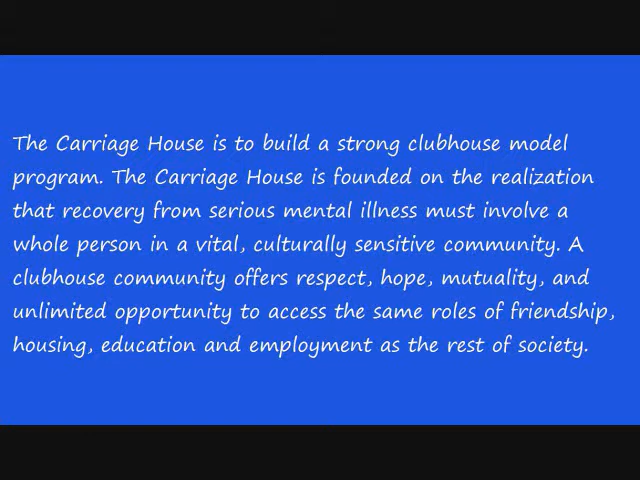 The Carriage House is to build a strong clubhouse model
program. The Carriage House is founded on the realization
that recovery from serious mental illness must involve a
whole person in a vital, culturally sensitive community. A
clubhouse community offers respect, hope, mutuality, and
unlimited opportunity to access the same roles of friendship,
housing, education and employment as the rest of society.